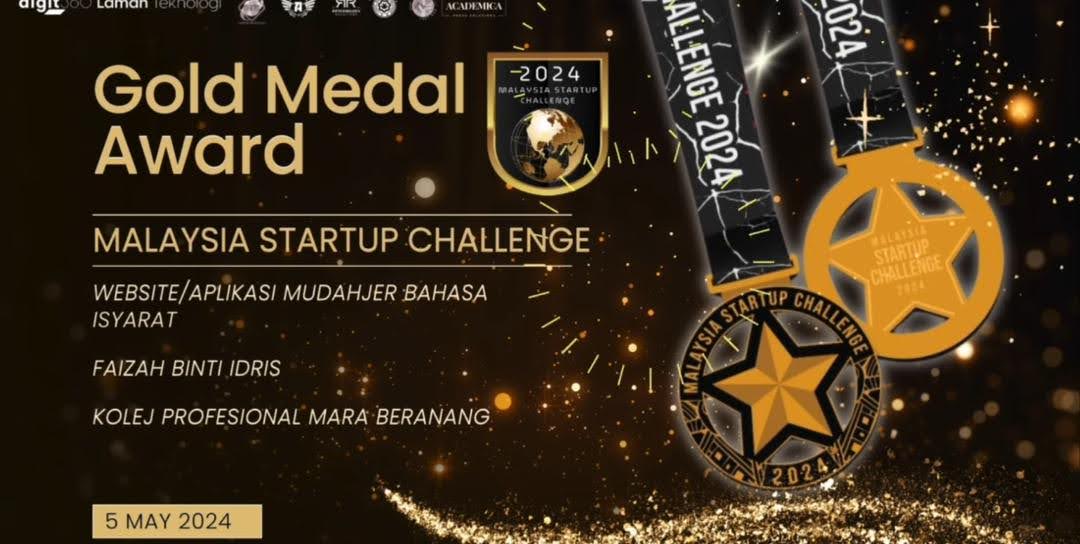 digit360 Laman Teknologi
ACADEMICA
Gold Medal
Award
2024
MALAYSIA STARTUP
CHALLENGE
MALAYSIA STARTUP CHALLENGE
WEBSITE/APLIKASI MUDAHJER BAHASA
ISYARAT
FAIZAH BINTI IDRIS
KOLEJ PROFESIONAL MARA BERANANG
5 MAY 2024
ALLENGE 2024
2024
MALAYSIA
STARTUP
CHALLENGE
2024
MALAYSIA STARTUP CHALLENGE
2024